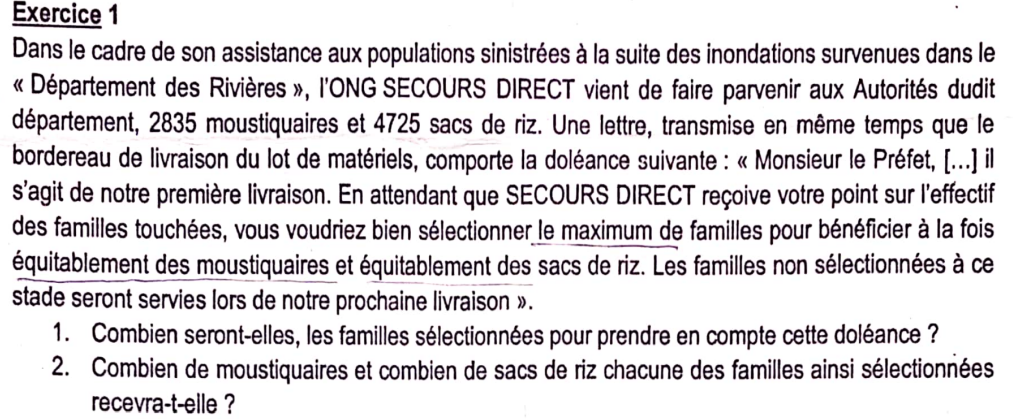 Exercice 1
Dans le cadre de son assistance aux populations sinistrées à la suite des inondations survenues dans le
« Département des Rivières », l'ONG SECOURS DIRECT vient de faire parvenir aux Autorités dudit
département, 2835 moustiquaires et 4725 sacs de riz. Une lettre, transmise en même temps que le
bordereau de livraison du lot de matériels, comporte la doléance suivante : « Monsieur le Préfet, [...] il
s'agit de notre première livraison. En attendant que SECOURS DIRECT reçoive votre point sur l'effectif
des familles touchées, vous voudriez bien sélectionner le maximum de familles pour bénéficier à la fois
équitablement des moustiquaires et équitablement des sacs de riz. Les familles non sélectionnées à ce
stade seront servies lors de notre prochaine livraison ».
1. Combien seront-elles, les familles sélectionnées pour prendre en compte cette doléance ?
2. Combien de moustiquaires et combien de sacs de riz chacune des familles ainsi sélectionnées
recevra-t-elle ?